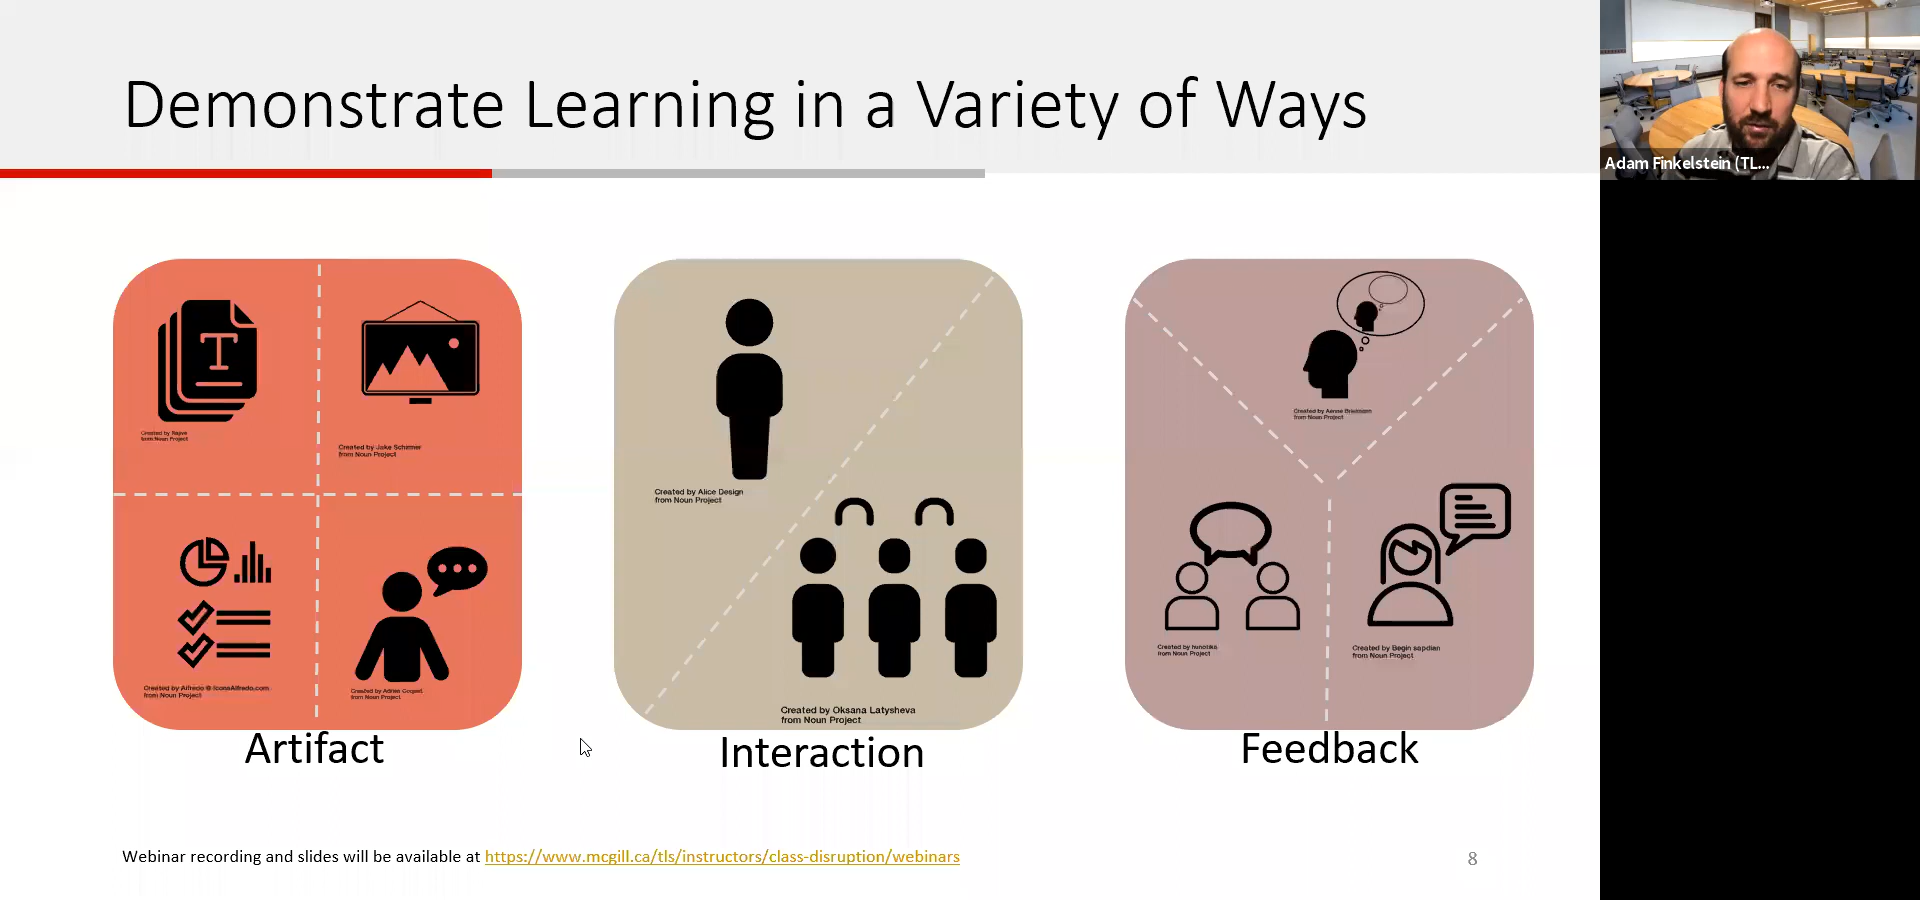 Demonstrate Learning in a Variety of Ways
Adam Finkelstein (TL...
T
Created by
from Noun Project
Created by Jake Schirmer
from Noun Project
Created by Alfredo @ IconsAlfredo.com
from Noun Project
Created by Adrien Coquet
from Noun Project
Artifact
Created by Alice Design
from Noun Project
Created by Oksana Latysheva
from Noun Project
Interaction
Created by
from Noun Project
Created by
from Noun Project
Created by Begin sapdian
from Noun Project
Feedback
Webinar recording and slides will be available at https://www.mcgill.ca/tls/instructors/class-disruption/webinars
8